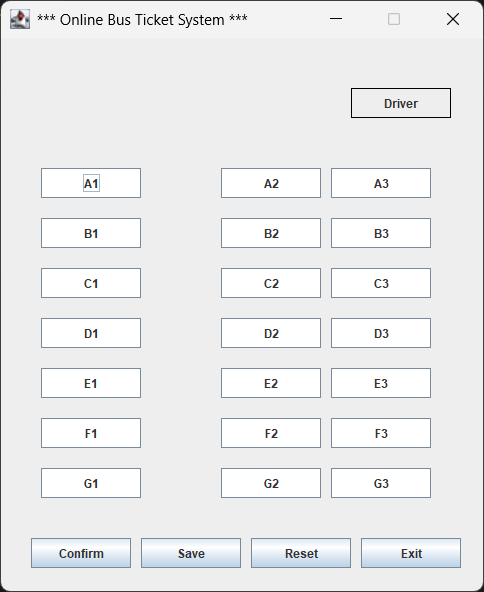 *** Online Bus Ticket System ***
Driver
A1 A2 A3
B1 B2 B3
C1 C2 C3
D1 D2 D3
E1 E2 E3
F1 F2 F3
G1 G2 G3
Confirm Save Reset Exit